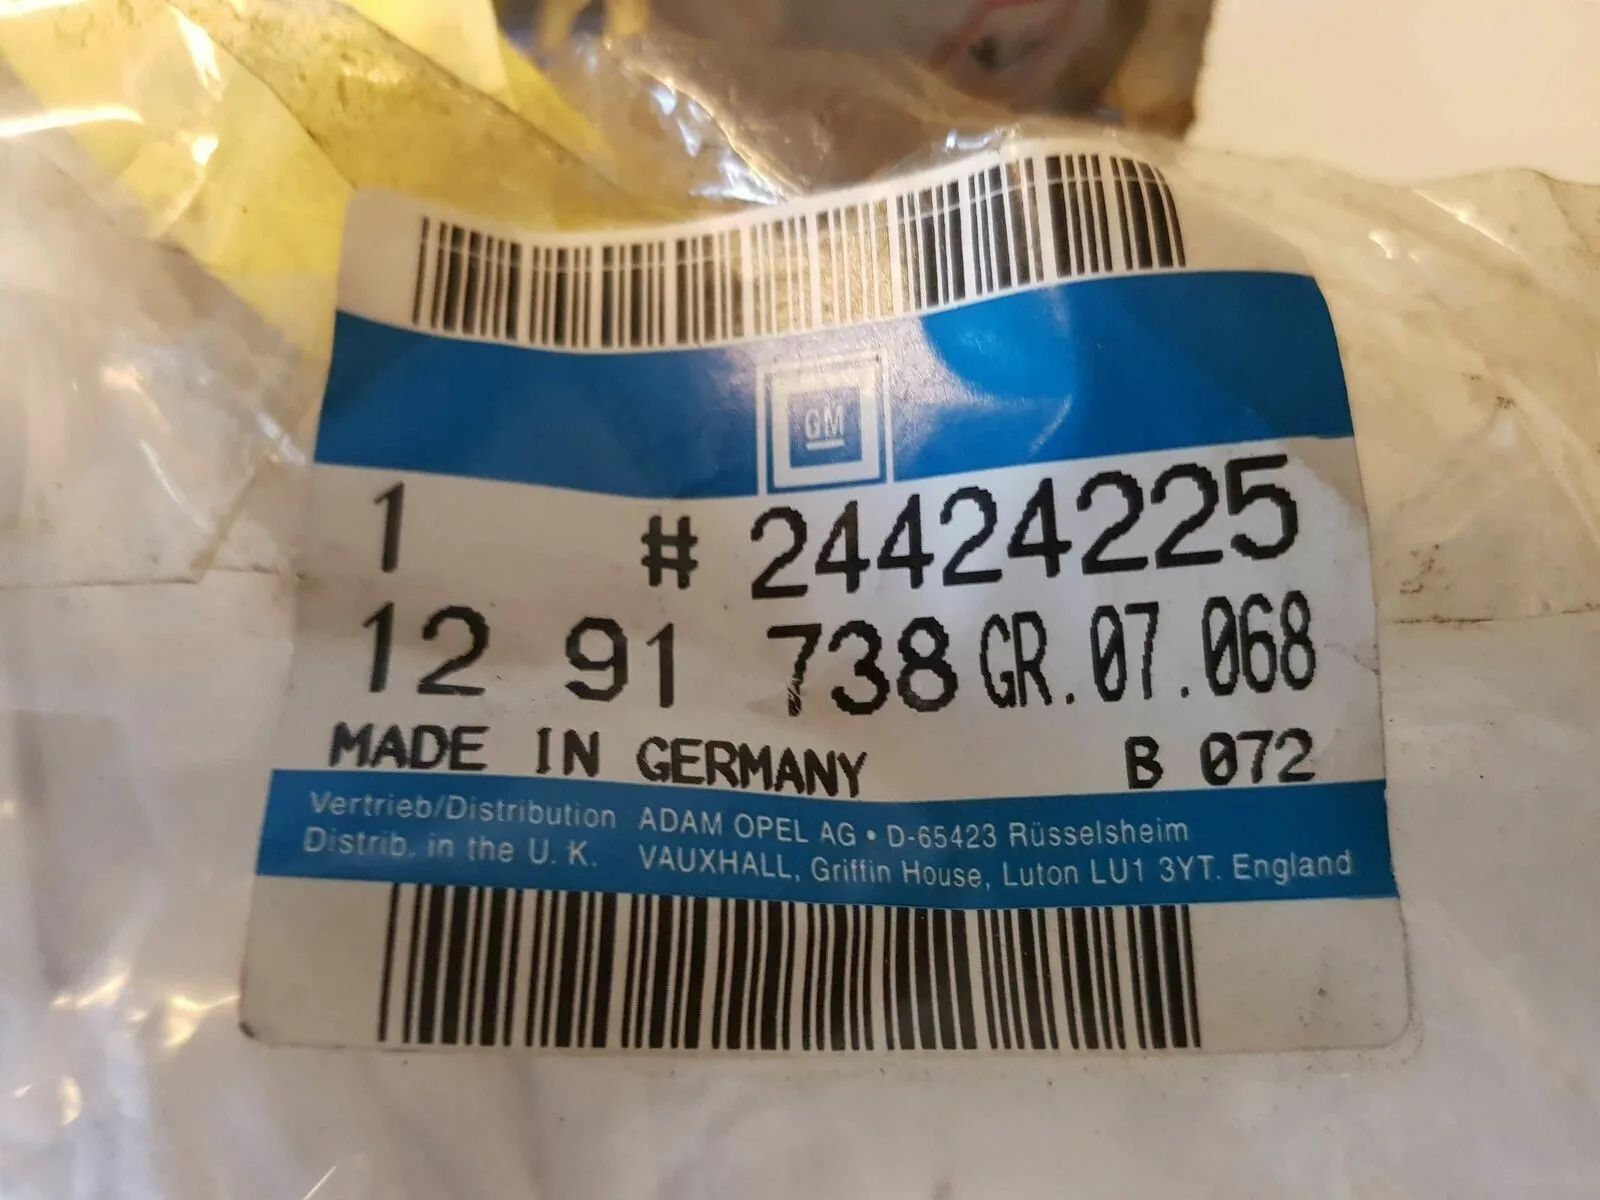 GM
1 # 24424225
12 91 738 GR. 07.068
MADE IN GERMANY B 072
Vertrieb/Distribution ADAM OPEL AG • D-65423 Rüsselsheim
Distrib. in the U. K. VAUXHALL, Griffin House, Luton LU1 3YT. England